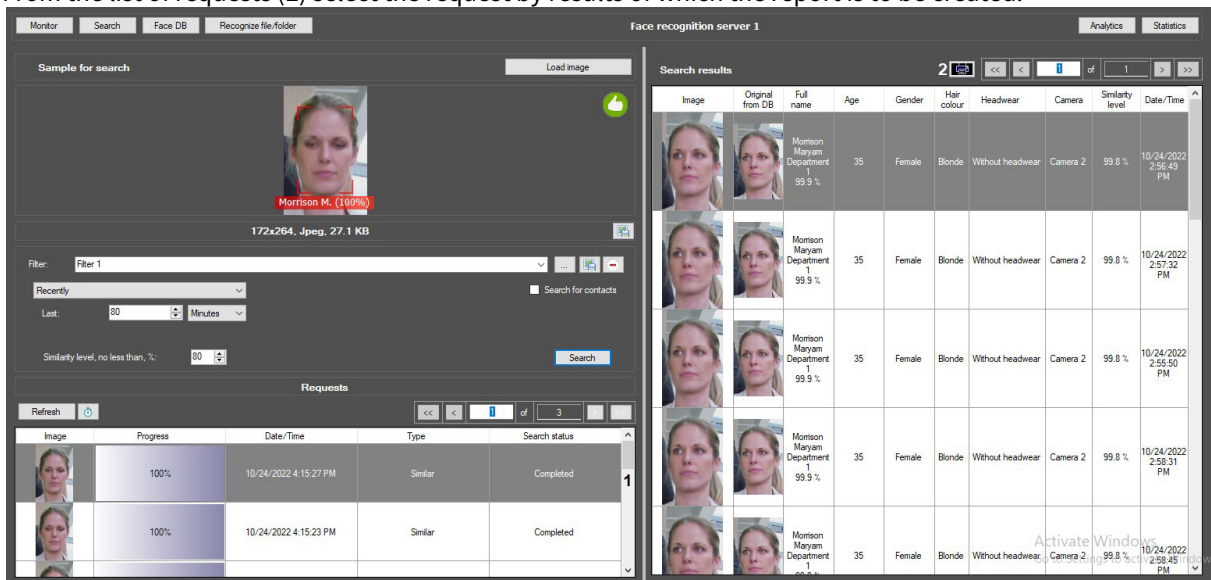 From the list of requests (1) select the request by results of which the report is to be created.
Monitor Search Face DB Recognize file/folder Face recognition server 1 Analytics Statistics
Sample for search Load image
Morrison M. (100%)
172x264, Jpeg, 27.1 KB
Filter: Filter 1 ...
Recently Search for contacts
Last: 80 Minutes
Similarity level, no less than, %: 80 Search
Requests
Refresh << < 1 of 3 > >>
Image Progress Date/Time Type Search status
100% 10/24/2022 4:15:27 PM Similar Completed
1
100% 10/24/2022 4:15:23 PM Similar Completed
Search results 2 << < 1 of 1 > >>
Image Original from DB Full name Age Gender Hair colour Headwear Camera Similarity level Date/Time
Morrison
Maryam
Department 35 Female Blonde Without headwear Camera 2 99.8 % 10/24/2022 2:56:49 PM
1
99.9 %
Morrison
Maryam
Department 35 Female Blonde Without headwear Camera 2 99.8 % 10/24/2022 2:57:32 PM
1
99.9 %
Morrison
Maryam
Department 35 Female Blonde Without headwear Camera 2 99.8 % 10/24/2022 2:55:50 PM
1
99.9 %
Morrison
Maryam
Department 35 Female Blonde Without headwear Camera 2 99.8 % 10/24/2022 2:58:31 PM
1
99.9 %
Morrison
Maryam
Department 35 Female Blonde Without headwear Camera 2 99.8 % 10/24/2022 2:58:45 PM
1
Activate Windows
Go to Settings to activate Windows